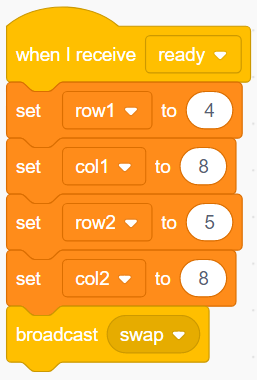 when I receive ready
set row1 to 4
set col1 to 8
set row2 to 5
set col2 to 8
broadcast swap